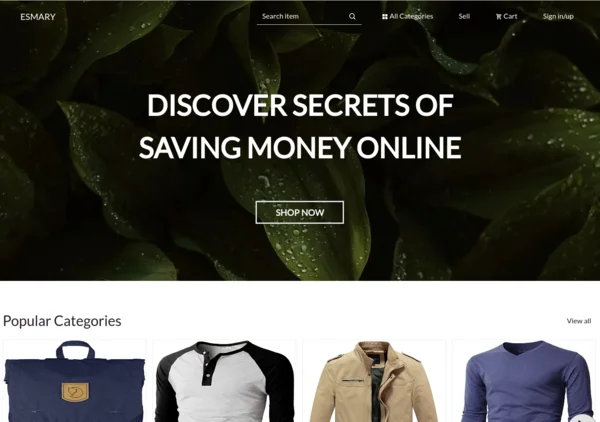 ESMARY
Search item
All Categories
Sell
Cart
Sign in/up
DISCOVER SECRETS OF
SAVING MONEY ONLINE
SHOP NOW
Popular Categories
View all